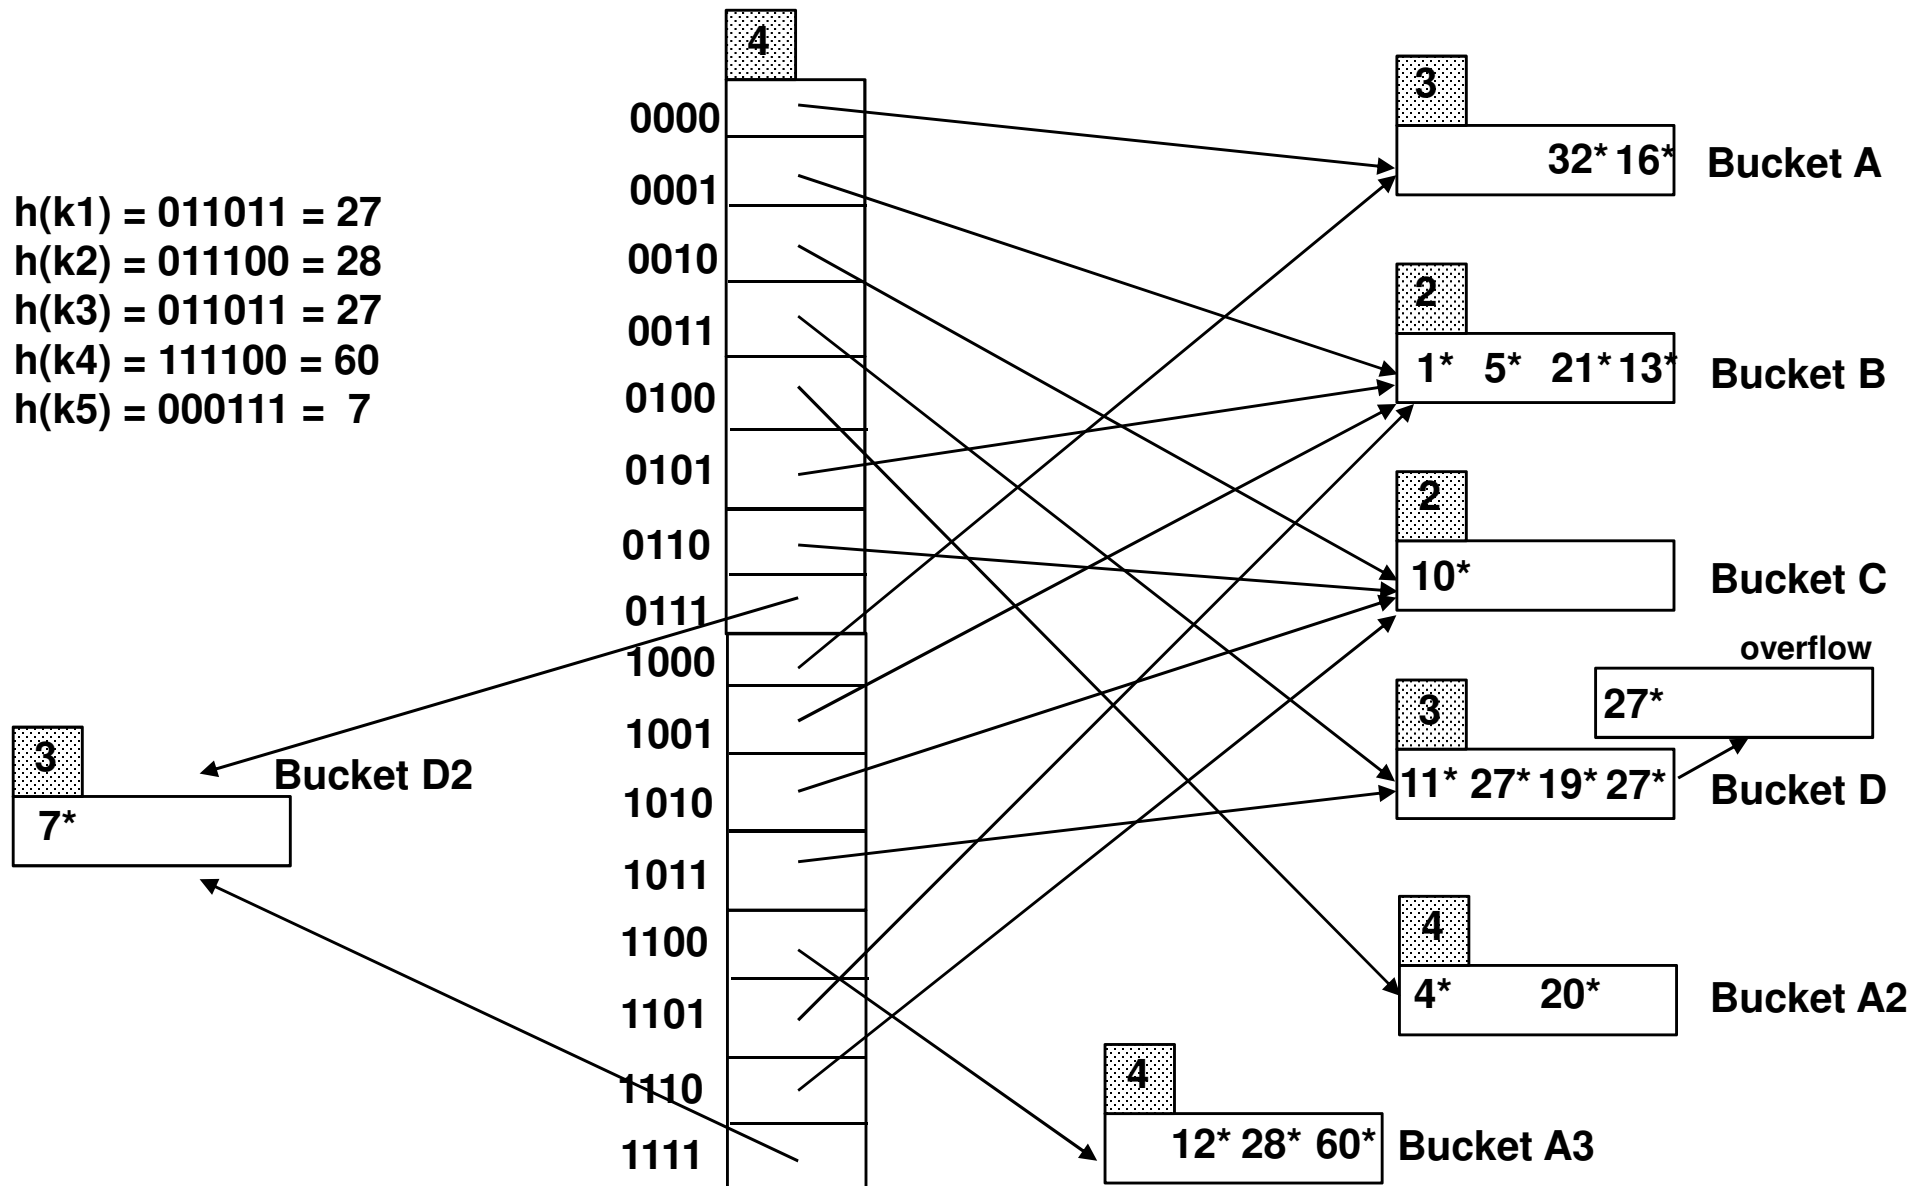 4
0000
0001
0010
0011
0100
0101
0110
0111
1000
1001
1010
1011
1100
1101
1110
1111
h(k1) = 011011 = 27
h(k2) = 011100 = 28
h(k3) = 011011 = 27
h(k4) = 111100 = 60
h(k5) = 000111 = 7
3
Bucket D2
7*
3
32* 16* Bucket A
2
1* 5* 21* 13* Bucket B
2
10* Bucket C
overflow
27*
3
11* 27* 19* 27* Bucket D
4
4* 20* Bucket A2
4
12* 28* 60* Bucket A3